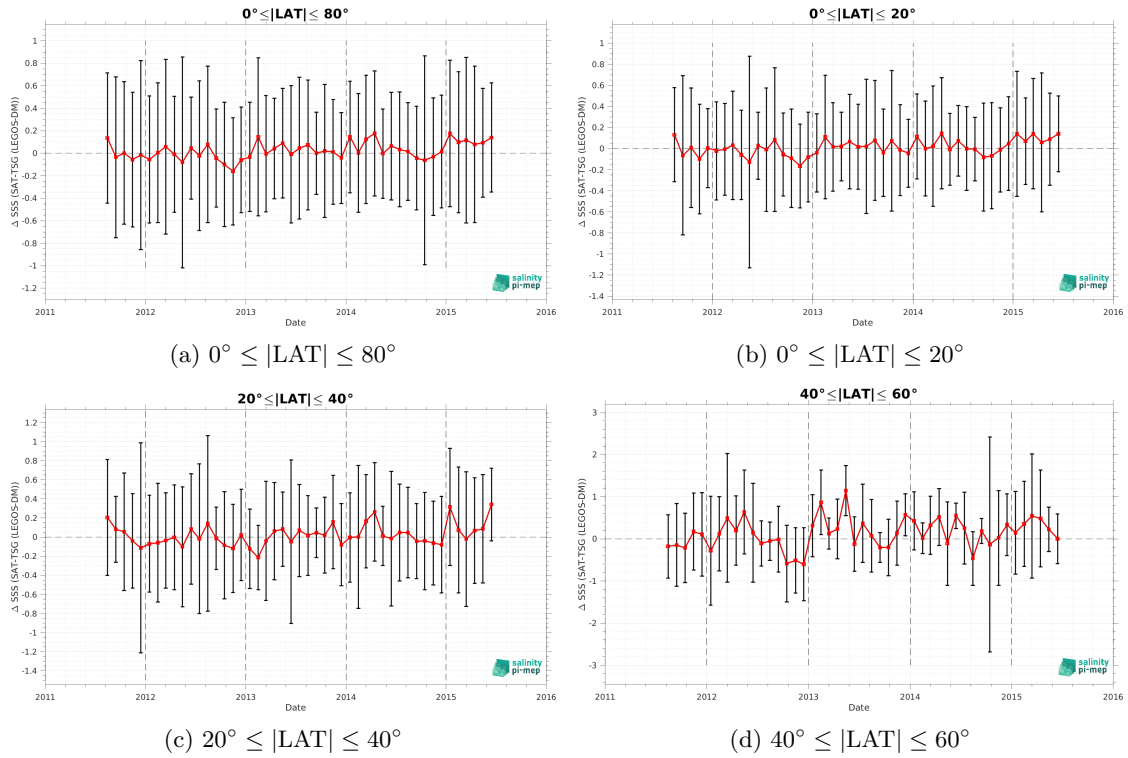 0°≤|LAT|≤ 80°
Δ SSS (SAT-TSG (LEGOS-DM))
1
0.8
0.6
0.4
0.2
0
-0.2
-0.4
-0.6
-0.8
-1
-1.2
2011 2012 2013 2014 2015 2016
Date
salinity
pi-mep
(a) 0° ≤ |LAT| ≤ 80°
0°≤|LAT|≤ 20°
Δ SSS (SAT-TSG (LEGOS-DM))
1
0.8
0.6
0.4
0.2
0
-0.2
-0.4
-0.6
-0.8
-1
-1.2
-1.4
2011 2012 2013 2014 2015 2016
Date
salinity
pi-mep
(b) 0° ≤ |LAT| ≤ 20°
20°≤|LAT|≤ 40°
Δ SSS (SAT-TSG (LEGOS-DM))
1.2
1
0.8
0.6
0.4
0.2
0
-0.2
-0.4
-0.6
-0.8
-1
-1.2
-1.4
2011 2012 2013 2014 2015 2016
Date
salinity
pi-mep
(c) 20° ≤ |LAT| ≤ 40°
40°≤|LAT|≤ 60°
Δ SSS (SAT-TSG (LEGOS-DM))
3
2
1
0
-1
-2
-3
2011 2012 2013 2014 2015 2016
Date
salinity
pi-mep
(d) 40° ≤ |LAT| ≤ 60°